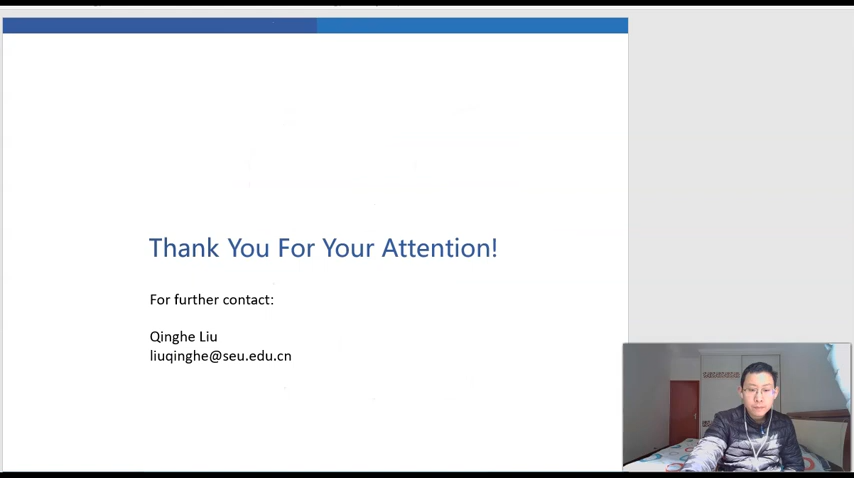 Thank You For Your Attention!
For further contact:
Qinghe Liu
liuqinghe@seu.edu.cn